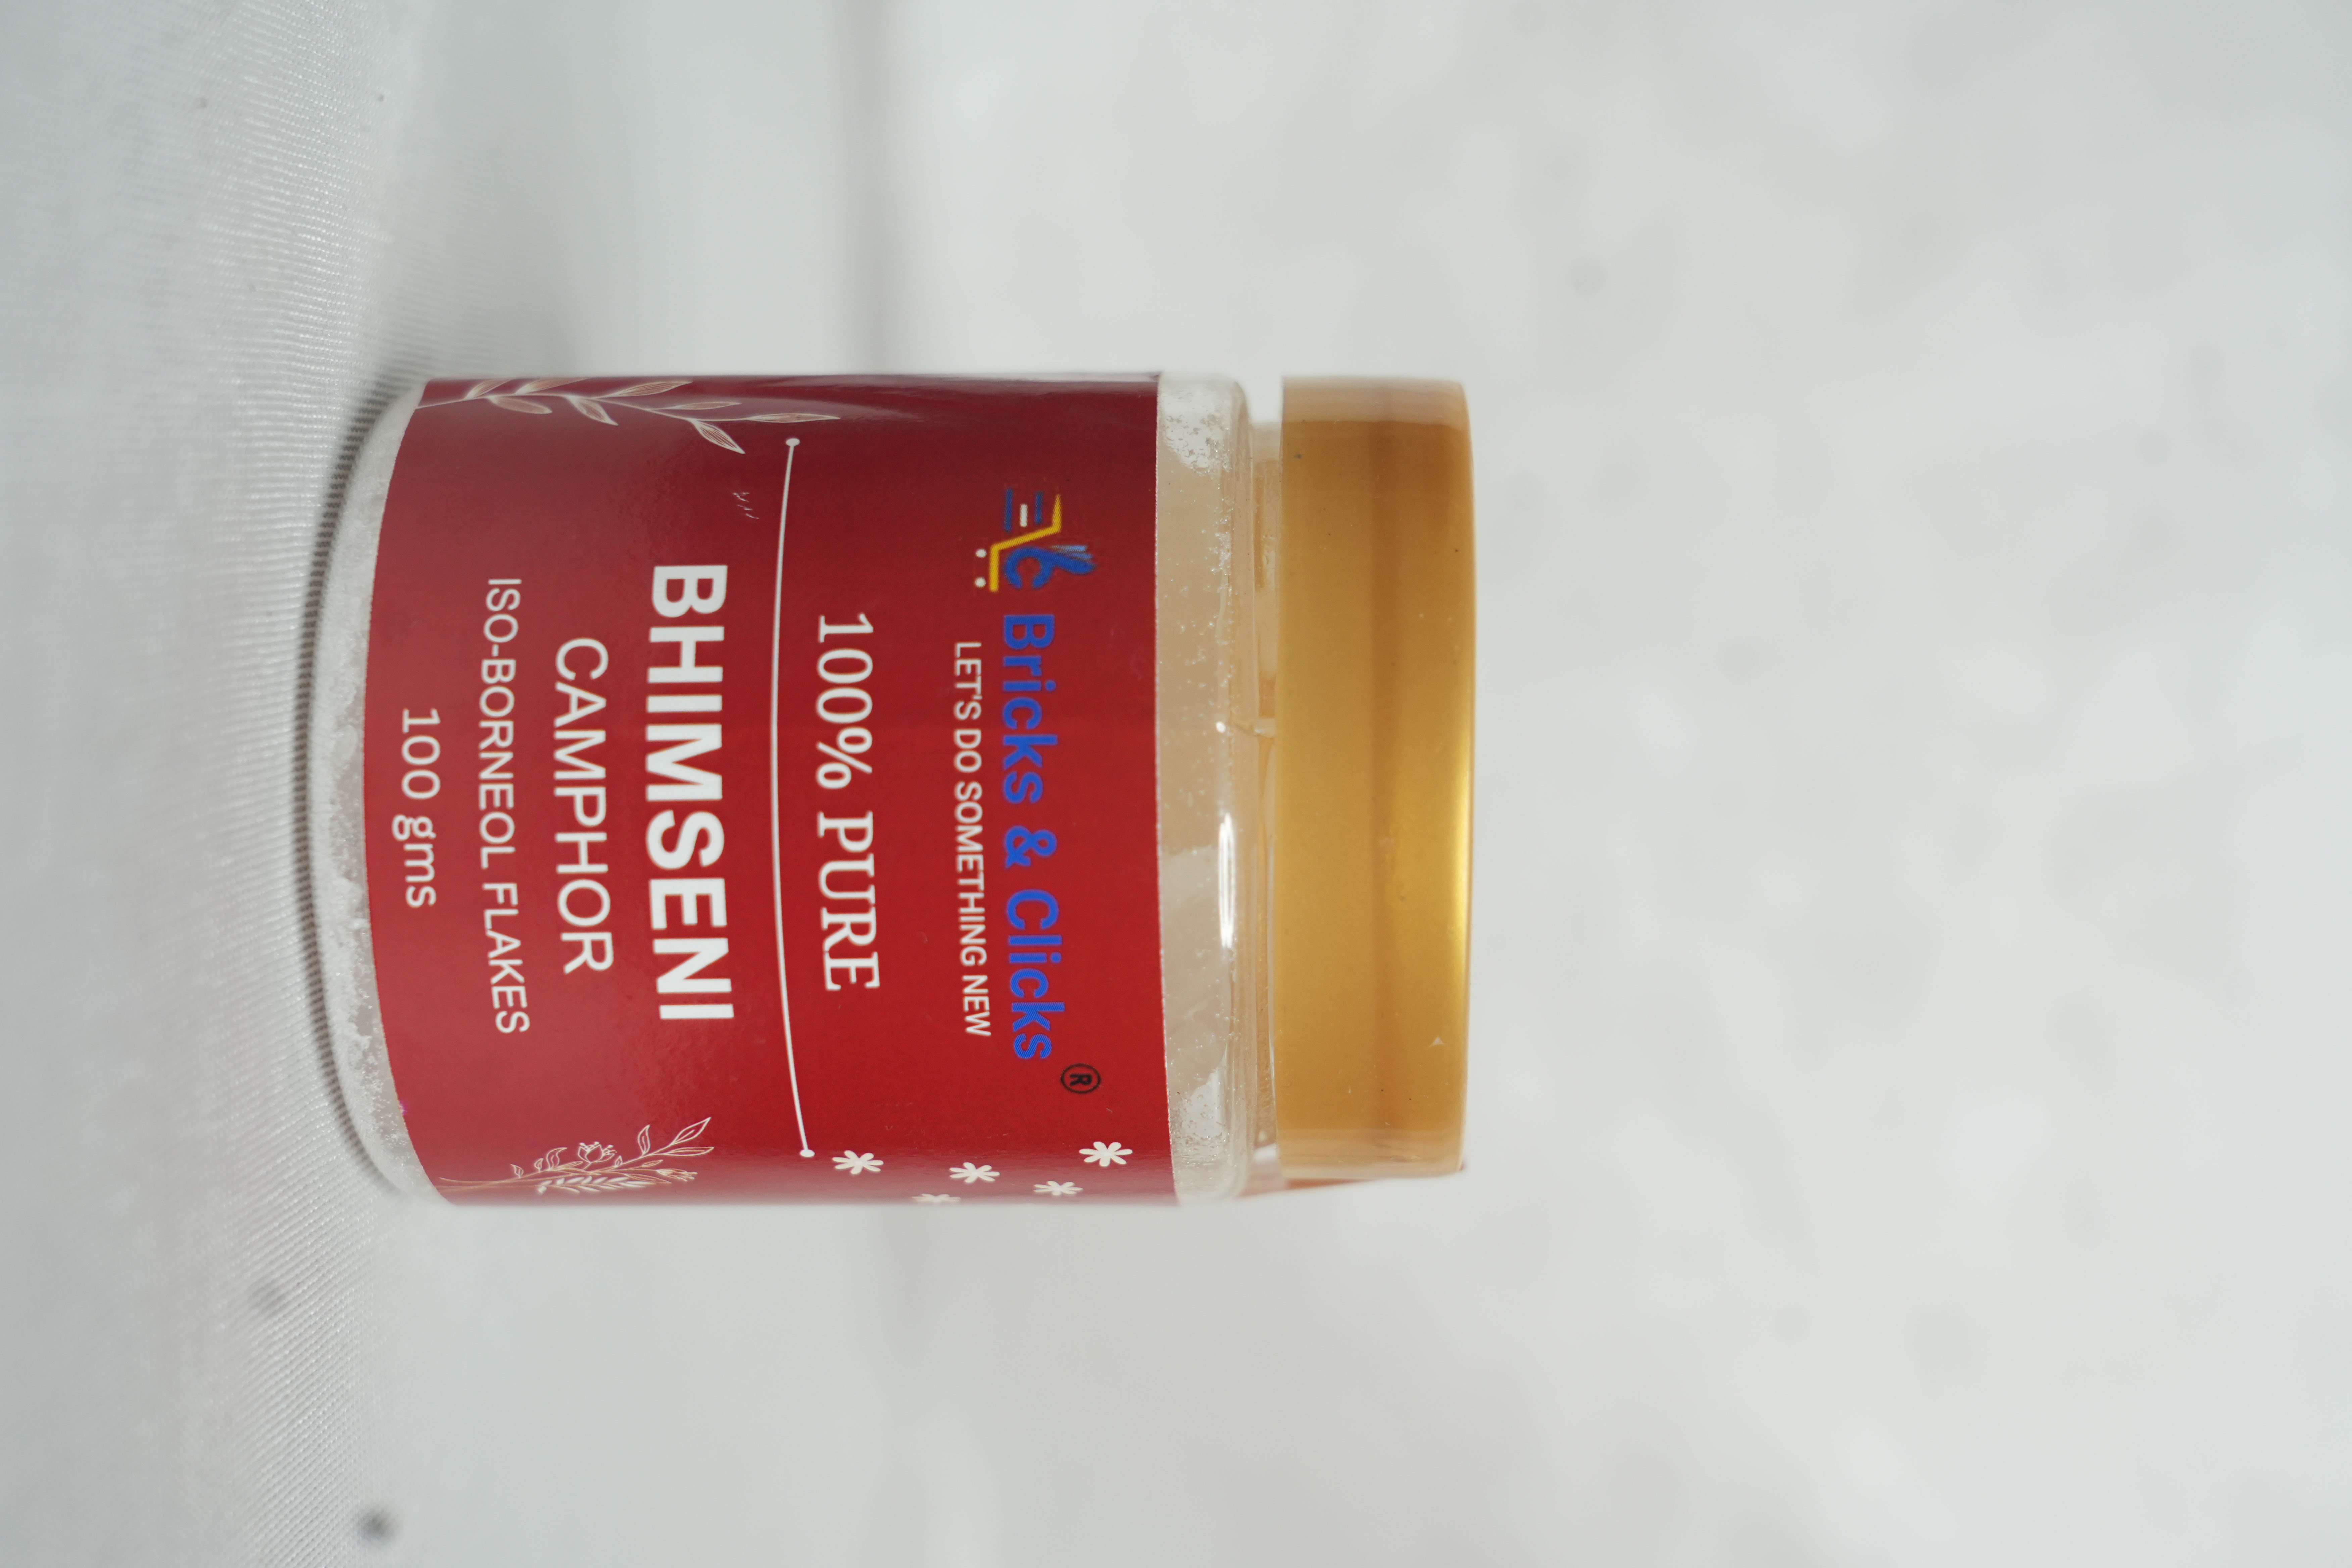 Bricks & Clicks ®
LET'S DO SOMETHING NEW
100% PURE
BHIMSENI
CAMPHOR
ISO-BORNEOL FLAKES
100 gms